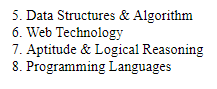 5. Data Structures & Algorithm
6. Web Technology
7. Aptitude & Logical Reasoning
8. Programming Languages